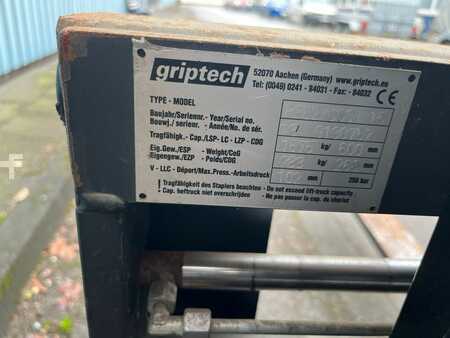 griptech 52070 Aachen (Germany) www.griptech.eu
Tel: (0049) 0241 - 84031 - Fax: - 84032 CE
TYPE - MODEL
Baujahr/Seriennr.- Year/Serial no.
Bouwj./ serienr. - Année/No. de sér.
Tragfähigk.- Cap./LSP- LC - LZP - CDG 600 mm
Eig.Gew./ESP - Weight/CoG kg/ mm
Eigengew./EZP - Poids/CDG
V - LLC - Déport/Max.Press.-Arbeitsdruck 250 bar
! Tragfähigkeit des Staplers beachten - Do not exceed lift-truck capacity !
! Cap. heftruck niet overschrijden - Ne pas passer la cap. du chariot